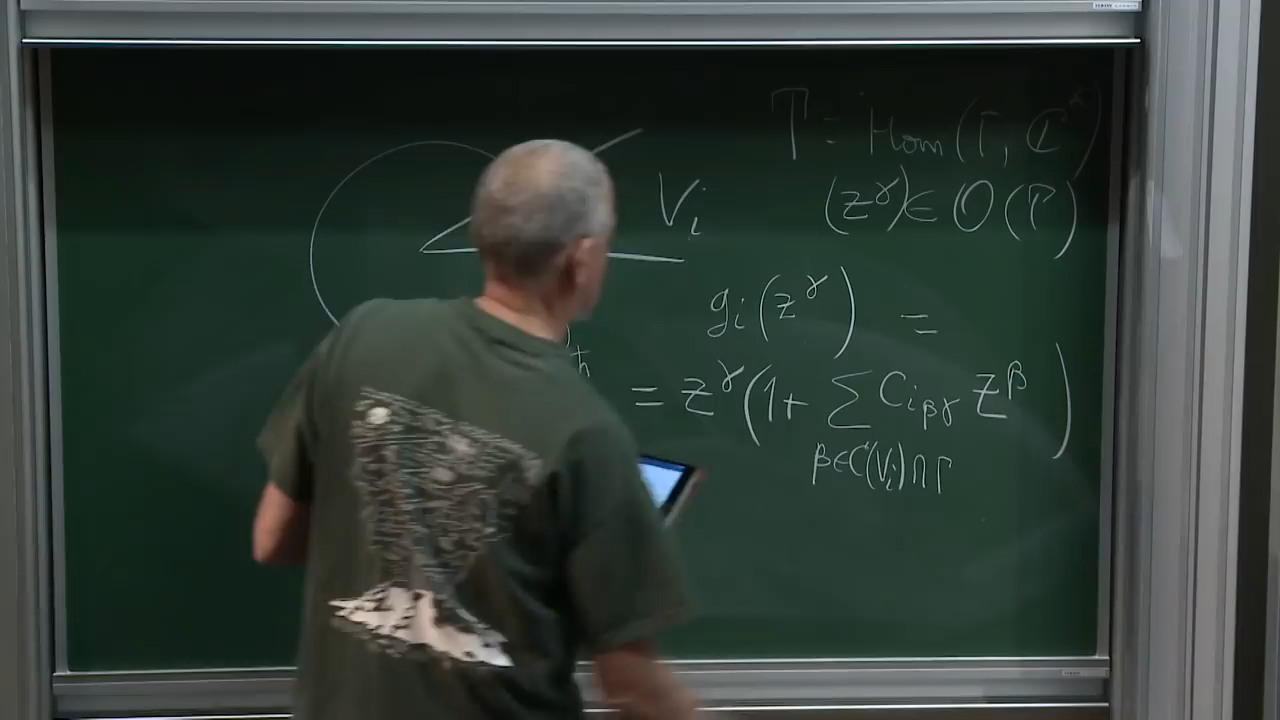 T = Hom(Γ, ℂ*)
(z^γ) ∈ O(T)
V_i
g_i(z^γ) =
= z^γ(1+ ∑ C_{iβγ} z^β)
β∈C(V_i)∩Γ